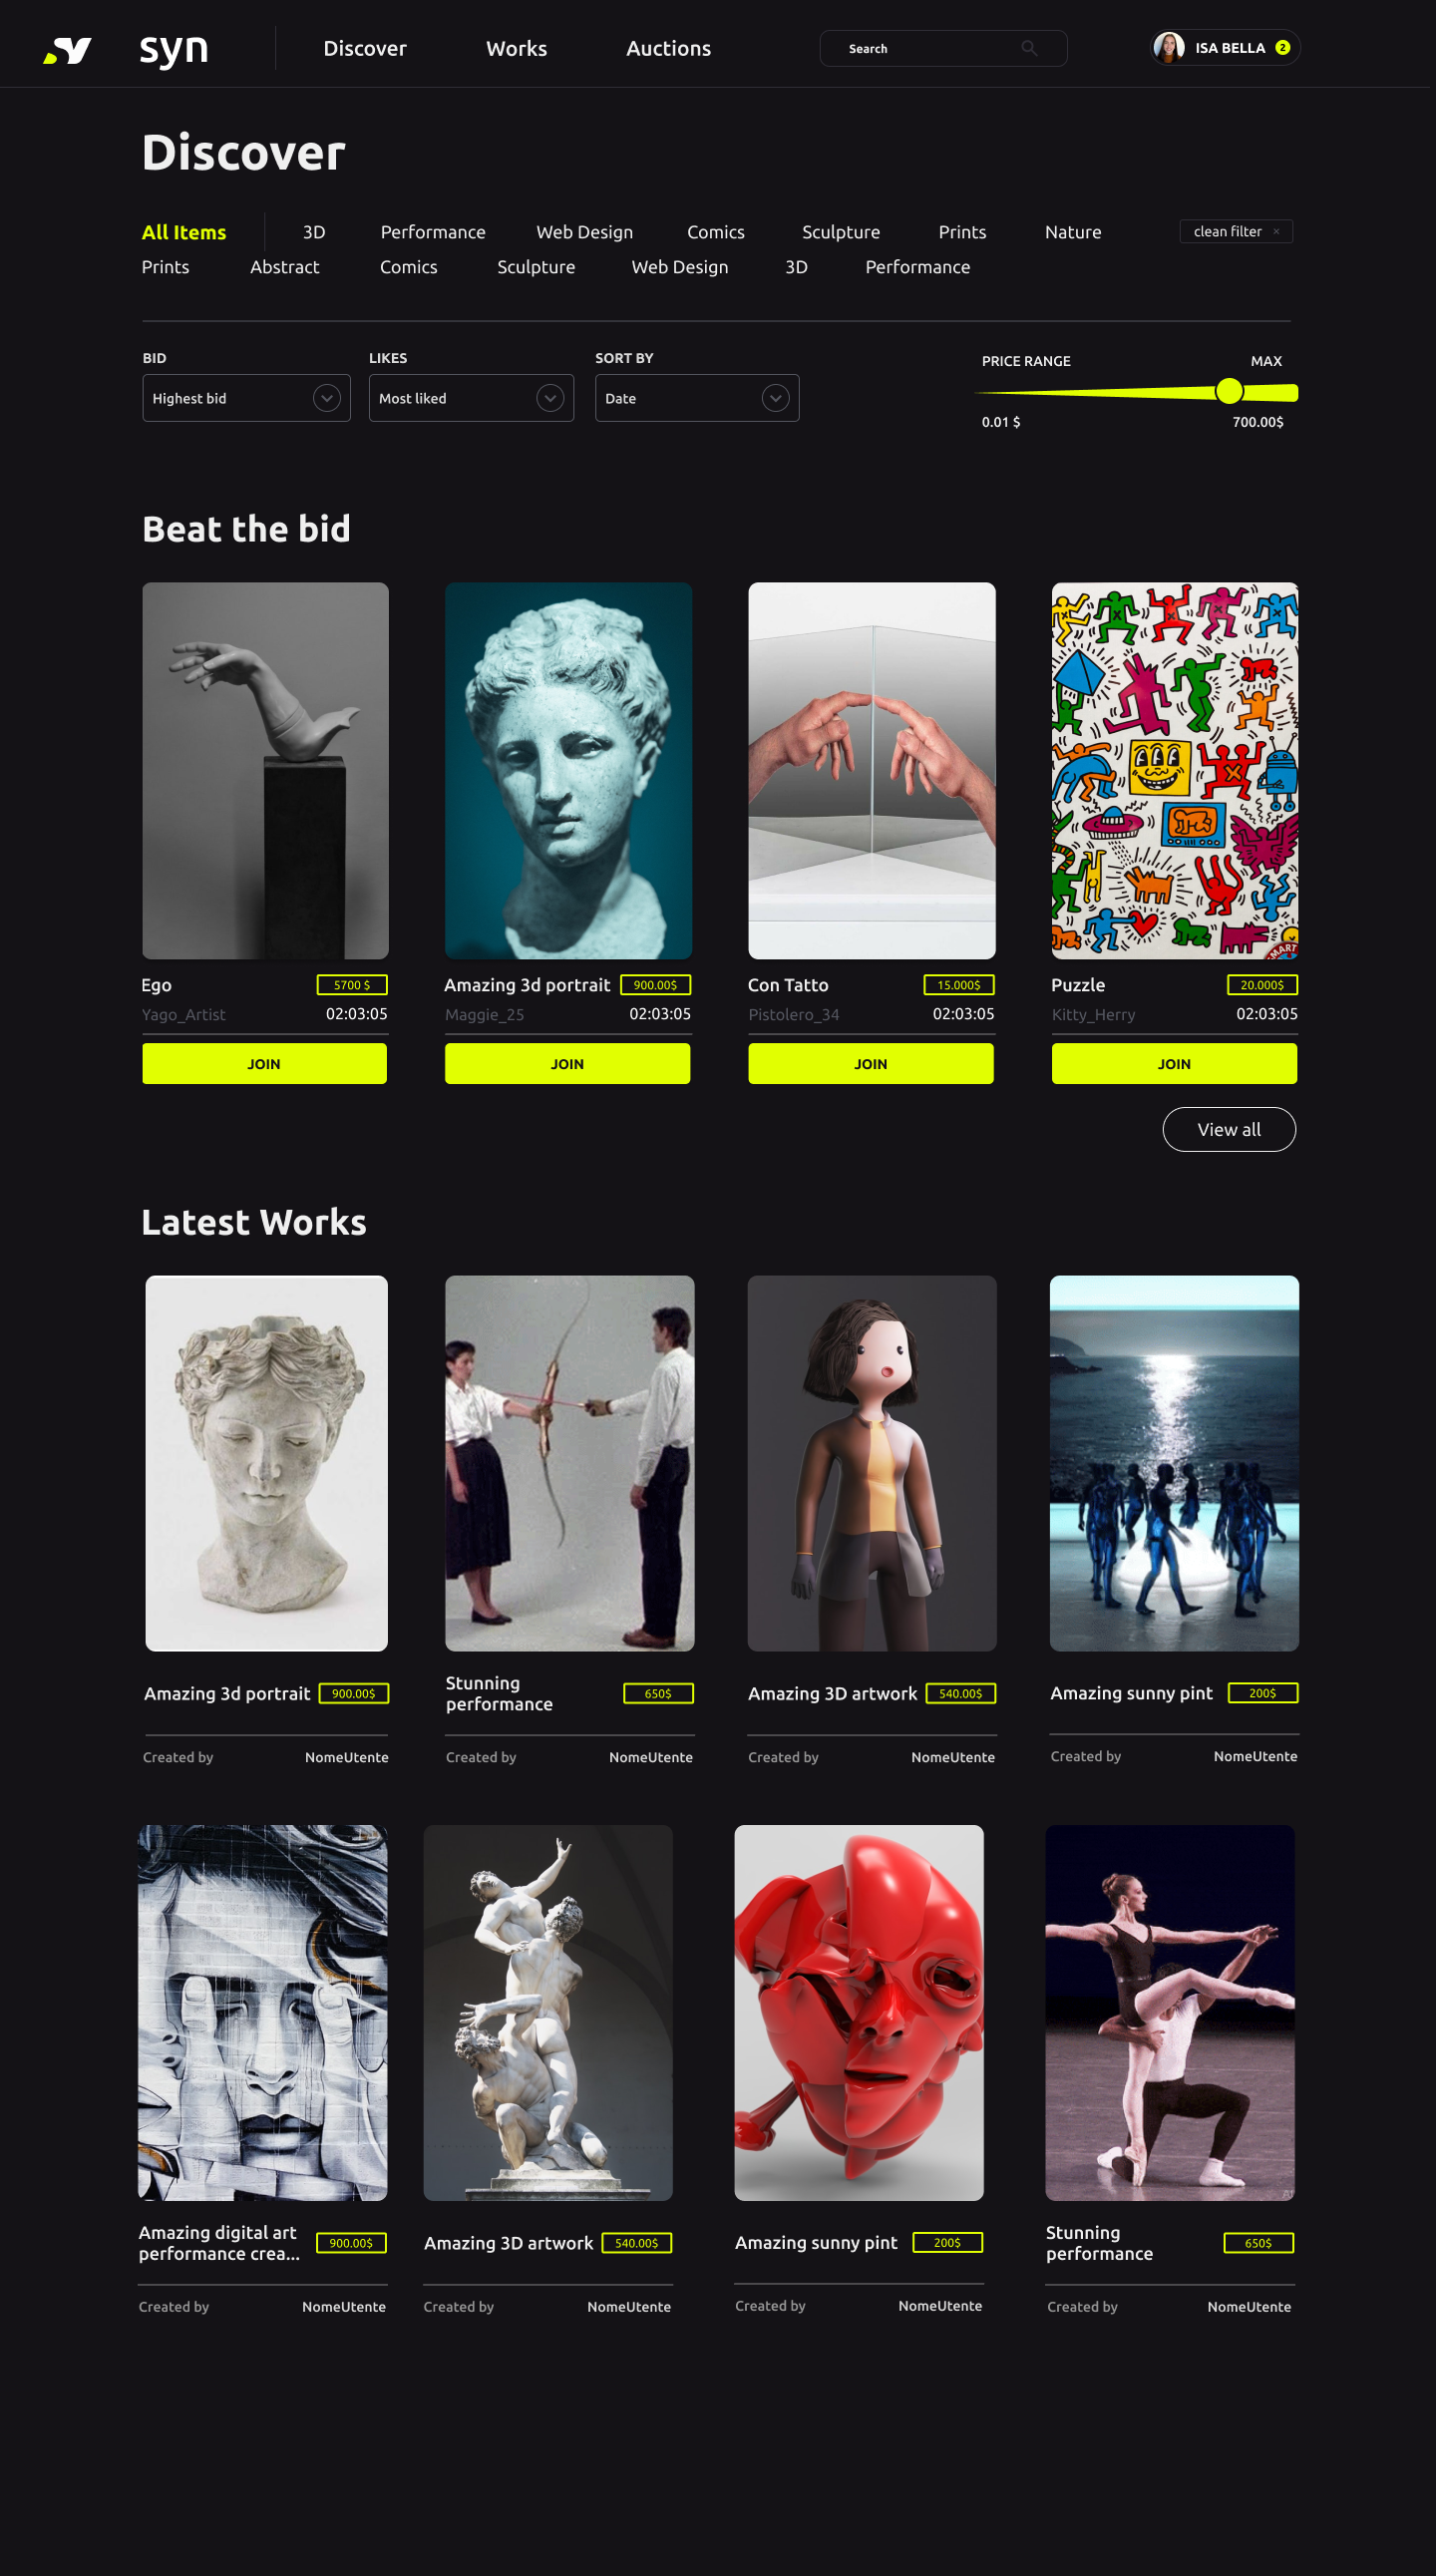 syn
Discover
Works
Auctions
Search
ISA BELLA
2
Discover
All Items
3D
Performance
Web Design
Comics
Sculpture
Prints
Nature
clean filter ×
Prints
Abstract
Comics
Sculpture
Web Design
3D
Performance
BID
LIKES
SORT BY
PRICE RANGE
MAX
Highest bid
Most liked
Date
0.01 $
700.00$
Beat the bid
Ego
5700 $
Yago_Artist
02:03:05
JOIN
Amazing 3d portrait
900.00$
Maggie_25
02:03:05
JOIN
Con Tatto
15.000$
Pistolero_34
02:03:05
JOIN
Puzzle
20.000$
Kitty_Herry
02:03:05
JOIN
View all
Latest Works
Amazing 3d portrait
900.00$
Created by
NomeUtente
Stunning
performance
650$
Created by
NomeUtente
Amazing 3D artwork
540.00$
Created by
NomeUtente
Amazing sunny pint
200$
Created by
NomeUtente
Amazing digital art
performance crea...
900.00$
Created by
NomeUtente
Amazing 3D artwork
540.00$
Created by
NomeUtente
Amazing sunny pint
200$
Created by
NomeUtente
Stunning
performance
650$
Created by
NomeUtente